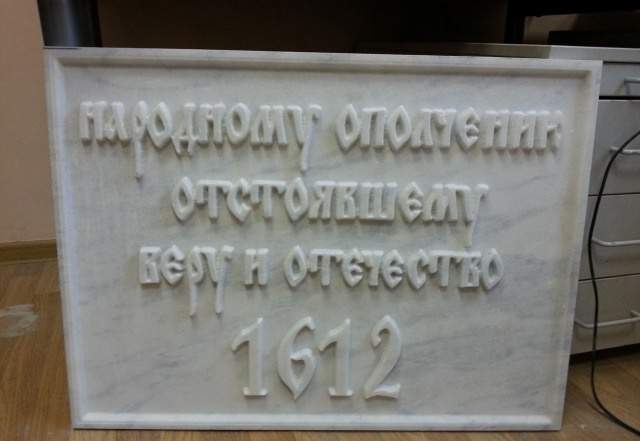 народному ополчению
отстоявшему
веру и отечество
1612